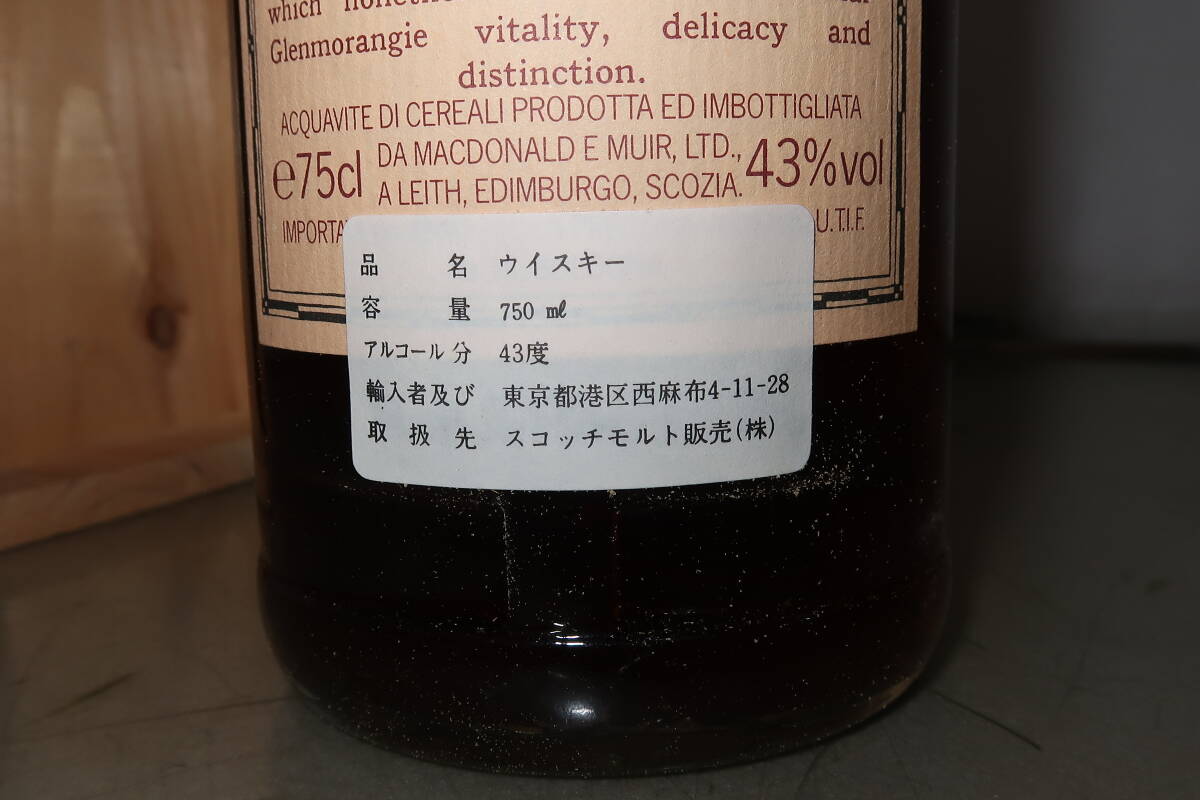 which
Glenmorangie vitality, delicacy and
distinction.
ACQUAVITE DI CEREALI PRODOTTA ED IMBOTTIGLIATA
℮75cl DA MACDONALD E MUIR, LTD., 43%vol
A LEITH, EDIMBURGO, SCOZIA.
U.T.I.F.
品名 ウイスキー
容量 750 ㎖
アルコール分 43度
輸入者及び 東京都港区西麻布4-11-28
取扱先 スコッチモルト販売(株)